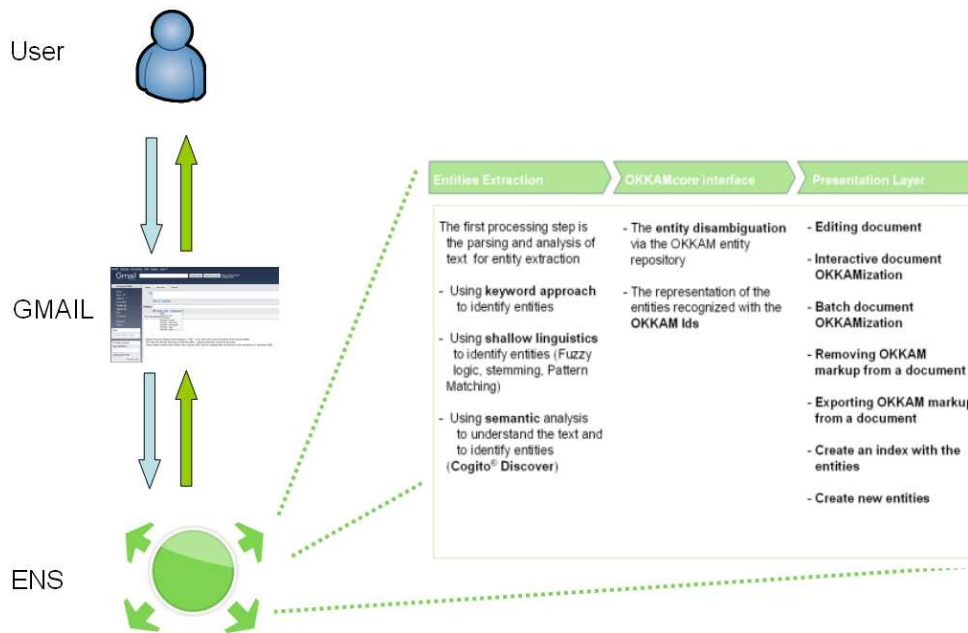 User
GMAIL
Gmail
ENS
Entities Extraction
OKKAMcore interface
Presentation Layer
The first processing step is
the parsing and analysis of
text for entity extraction
- Using keyword approach
to identify entities
- Using shallow linguistics
to identify entities (Fuzzy
logic, stemming, Pattern
Matching)
- Using semantic analysis
to understand the text and
to identify entities
(Cogito® Discover)
- The entity disambiguation
via the OKKAM entity
repository
- The representation of the
entities recognized with the
OKKAM Ids
- Editing document
- Interactive document
OKKAMization
- Batch document
OKKAMization
- Removing OKKAM
markup from a document
- Exporting OKKAM markup
from a document
- Create an index with the
entities
- Create new entities